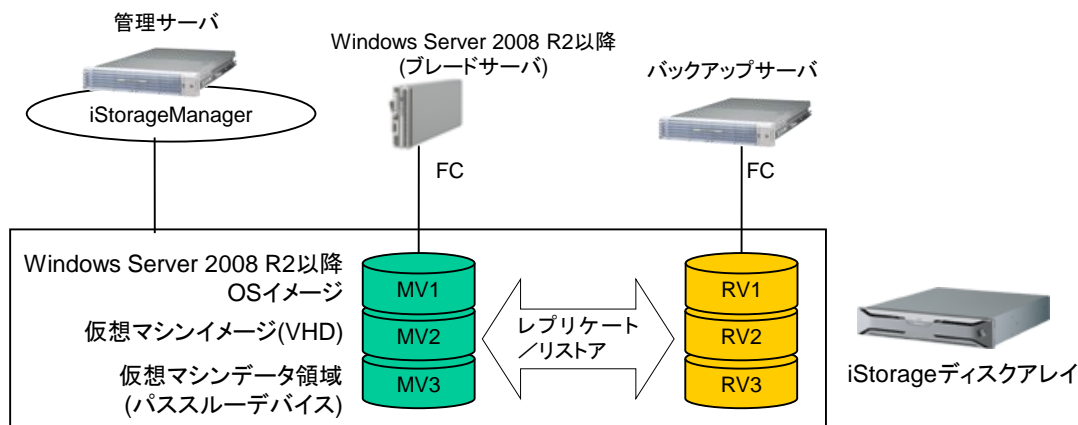 管理サーバ
iStorageManager
Windows Server 2008 R2以降
(ブレードサーバ)
バックアップサーバ
FC
FC
Windows Server 2008 R2以降
OSイメージ
仮想マシンイメージ(VHD)
仮想マシンデータ領域
(パススルーデバイス)
MV1
MV2
MV3
レプリケート
／リストア
RV1
RV2
RV3
iStorageディスクアレイ